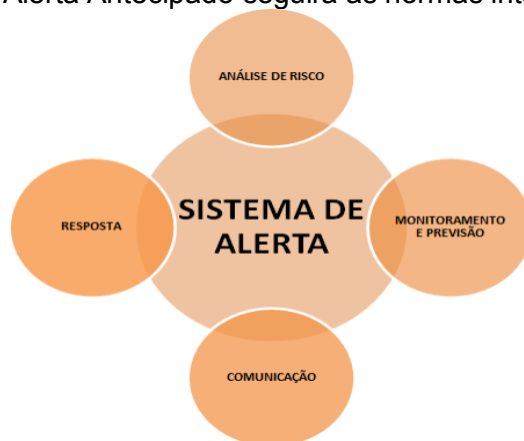 Alerta Antecipado seguirá as normas int
ANÁLISE DE RISCO
SISTEMA DE
ALERTA
RESPOSTA
MONITORAMENTO
E PREVISÃO
COMUNICAÇÃO